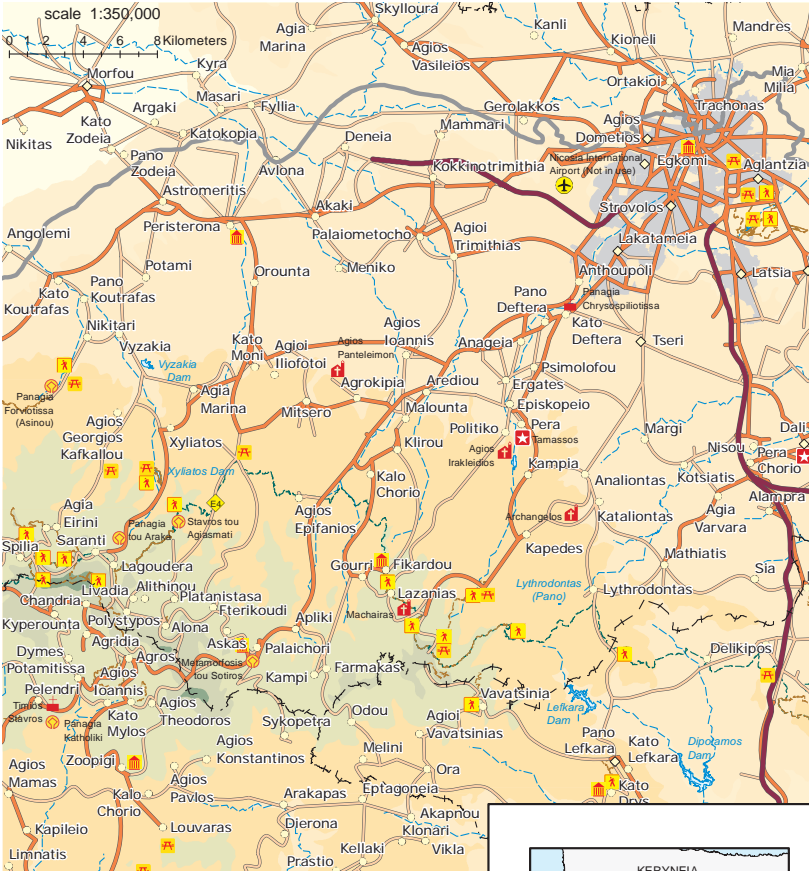 scale 1:350,000
0 2 4 6 8 Kilometers
Skylloura
Agia
Marina
Agios
Vasileios
Kanli
Kioneli
Mandres
Mia
Milia
Ortakioi
Trachonas
Morfou
Kyra
Masari
Fyllia
Argaki
Kato
Zodeia
Katokopia
Nikitas
Pano
Zodeia
Avlona
Deneia
Mammari
Gerolakkos
Agios
Dometios
Nicosia International
Airport (Not in use)
Egkomi
Aglantzia
Kokkinotrimithia
Astromeritis
Akaki
Peristerona
Palaiometocho
Agioi
Trimithias
Strovolos
Lakatameia
Anthoupoli
Latsia
Angolemi
Potami
Orounta
Meniko
Kato
Koutrafas
Pano
Koutrafas
Nikitari
Vyzakia
Vyzakia
Dam
Kato
Moni
Agioi
Iliofotoi
Agios
Panteleimon
Agios
Ioannis
Anageia
Pano
Deftera
Panagia
Chrysospiliotissa
Kato
Deftera
Tseri
Psimolofou
Ergates
Episkopeio
Agrokipia
Arediou
Malounta
Mitsero
Agia
Marina
Panagia
Forviotissa
(Asinou)
Agios
Georgios
Kafkallou
Xyliatos
Xyliatos Dam
Klirou
Politiko
Pera
Tamassos
Agios
Irakleidios
Kampia
Margi
Nisou
Dali
Pera
Chorio
Kotsiatis
Alampra
Analiontas
Agia
Varvara
Kataliontas
Archangelos
Kapedes
Mathiatis
Sia
Kalo
Chorio
Agios
Epifanios
E4
Stavros tou
Agiasmati
Panagia
tou Araka
Agia
Eirini
Saranti
Spilia
Lagoudera
Livadia
Alithinou
Chandria
Platanistasa
Fterikoudi
Polystypos
Alona
Kyperounta
Gourri
Fikardou
Lazanias
Machairas
Apliki
Lythrodontas
(Pano)
Lythrodontas
Delikipos
Agridia
Askas
Palaichori
Dymes
Agros
Metamorfosis
tou Sotiros
Potamitissa
Kampi
Farmakas
Agios
Ioannis
Pelendri
Timios
Stavros
Panagia
Katholiki
Kato
Mylos
Agios
Theodoros
Sykopetra
Odou
Agioi
Vavatsinias
Vavatsinia
Lefkara
Dam
Pano
Lefkara
Kato
Lefkara
Dipotamos
Dam
Kato
Drys
Zoopigi
Agios
Konstantinos
Melini
Ora
Eptagoneia
Agios
Mamas
Agios
Pavlos
Arakapas
Akapnou
Kalo
Chorio
Dierona
Klonari
Kapileio
Louvaras
Vikla
Kellaki
Limnatis
Prastio
KERYNEIA